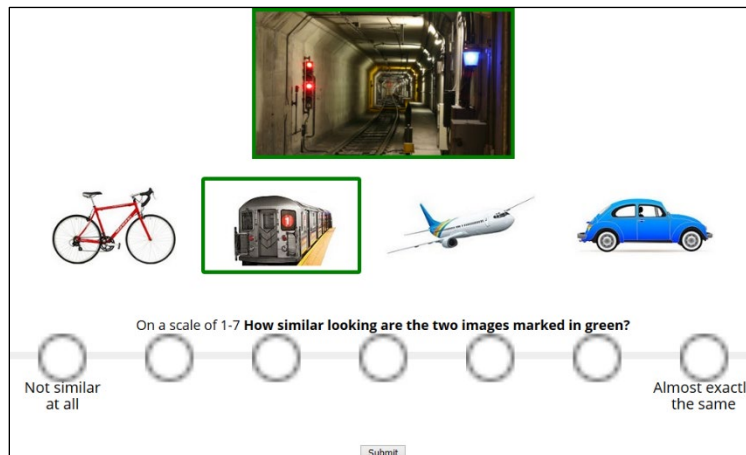 1
On a scale of 1-7 How similar looking are the two images marked in green?
Not similar
at all
Almost exactl
the same
Submit